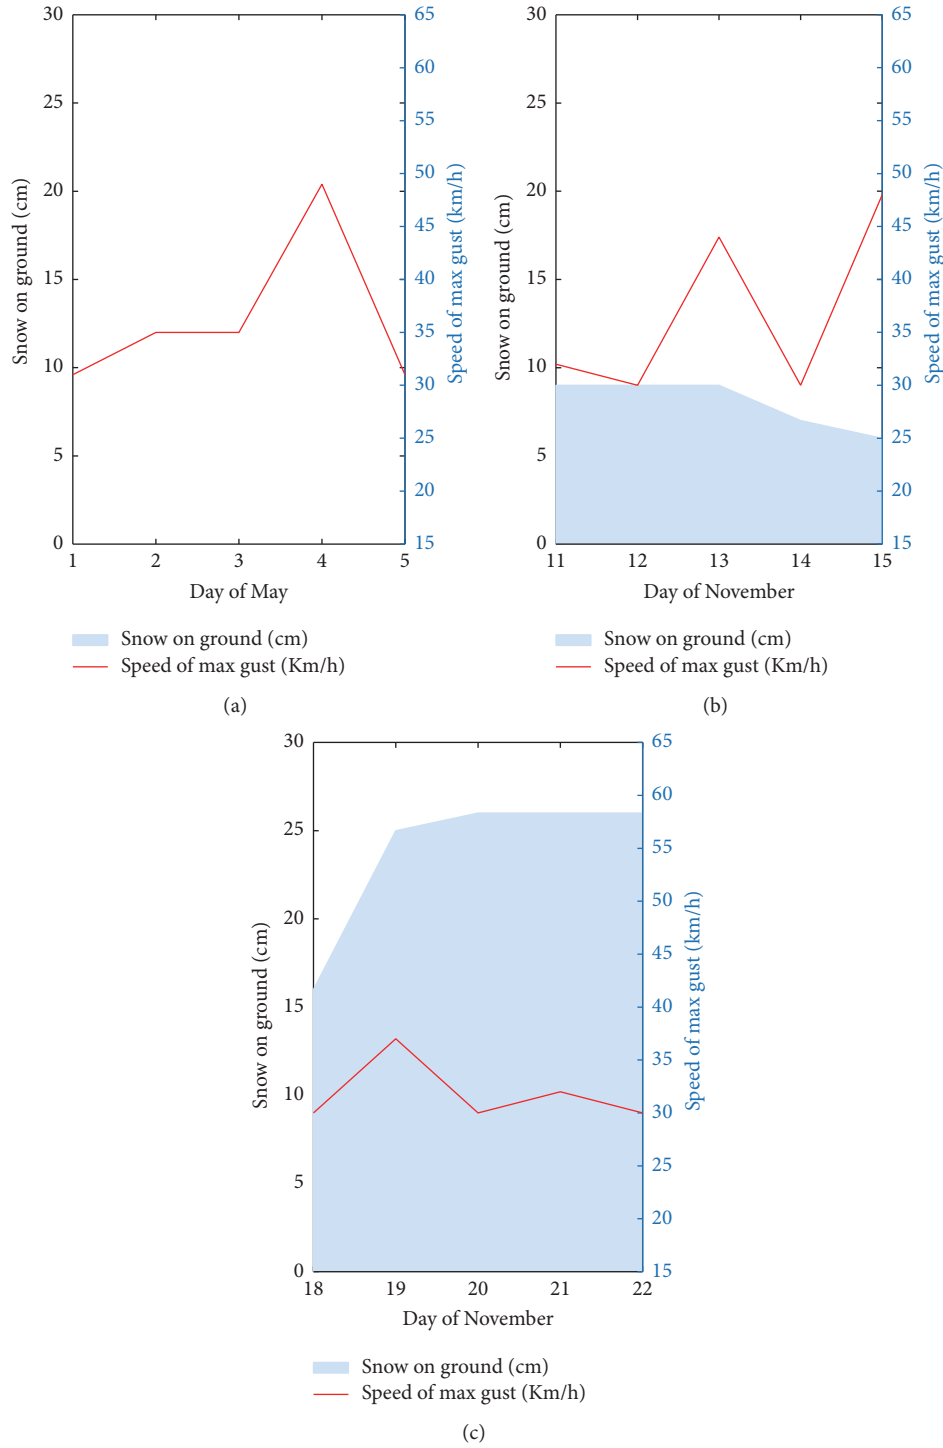 30
25
20
15
10
5
0
Snow on ground (cm)
65
60
55
50
45
40
35
30
25
20
15
Speed of max gust (km/h)
1 2 3 4 5
Day of May
Snow on ground (cm)
Speed of max gust (Km/h)
(a)
30
25
20
15
10
5
0
Snow on ground (cm)
65
60
55
50
45
40
35
30
25
20
15
Speed of max gust (km/h)
11 12 13 14 15
Day of November
Snow on ground (cm)
Speed of max gust (Km/h)
(b)
30
25
20
15
10
5
0
Snow on ground (cm)
65
60
55
50
45
40
35
30
25
20
15
Speed of max gust (km/h)
18 19 20 21 22
Day of November
Snow on ground (cm)
Speed of max gust (Km/h)
(c)